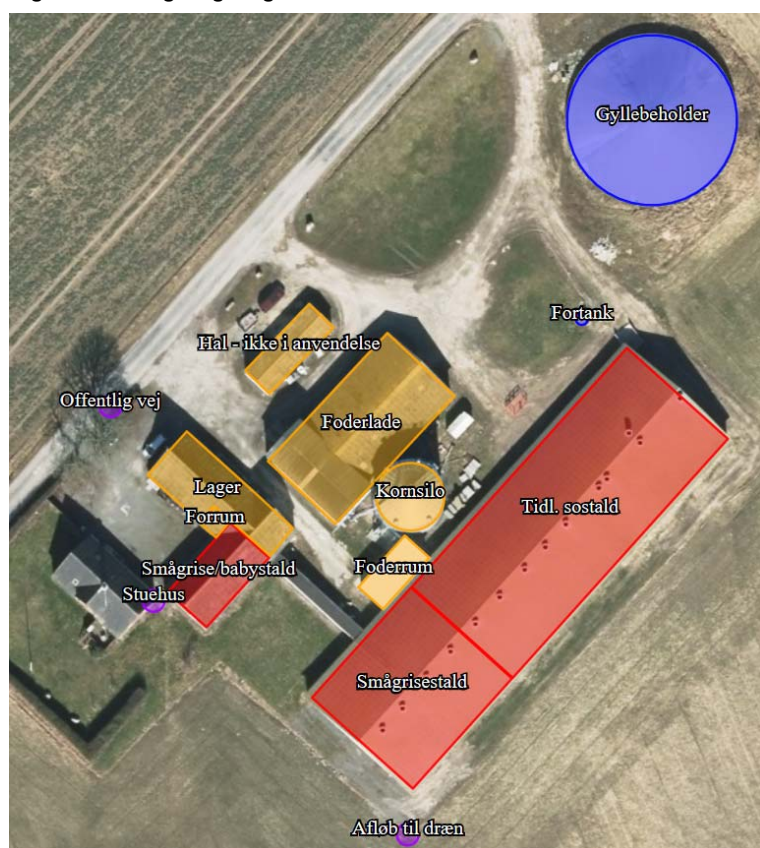 Gyllebeholder
Fortank
Hal - ikke i anvendelse
Offentlig vej
Foderlade
Lager
Kornsilo
Tidl. sostald
Forrum
Smågrise/babystald
Foderrum
Stuehus
Smågrisestald
Afløb til dræn